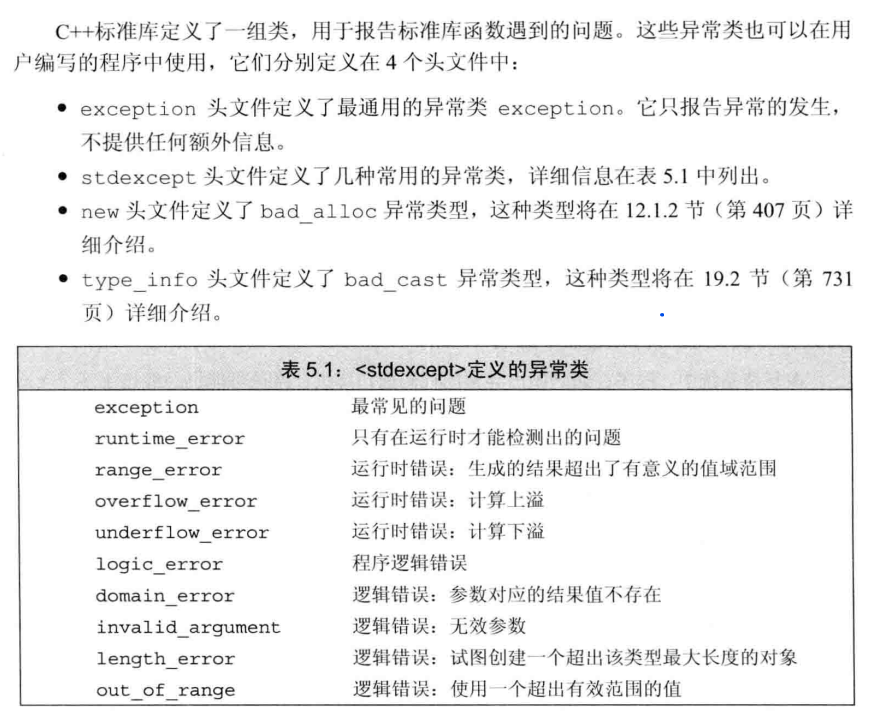 C++标准库定义了一组类，用于报告标准库函数遇到的问题。这些异常类也可以在用
户编写的程序中使用，它们分别定义在 4 个头文件中：
● exception 头文件定义了最通用的异常类 exception。它只报告异常的发生，
不提供任何额外信息。
● stdexcept 头文件定义了几种常用的异常类，详细信息在表 5.1 中列出。
● new 头文件定义了 bad_alloc 异常类型，这种类型将在 12.1.2 节（第 407 页）详
细介绍。
● type_info 头文件定义了 bad_cast 异常类型，这种类型将在 19.2 节（第 731
页）详细介绍。
表 5.1：<stdexcept>定义的异常类
exception 最常见的问题
runtime_error 只有在运行时才能检测出的问题
range_error 运行时错误：生成的结果超出了有意义的值域范围
overflow_error 运行时错误：计算上溢
underflow_error 运行时错误：计算下溢
logic_error 程序逻辑错误
domain_error 逻辑错误：参数对应的结果值不存在
invalid_argument 逻辑错误：无效参数
length_error 逻辑错误：试图创建一个超出该类型最大长度的对象
out_of_range 逻辑错误：使用一个超出有效范围的值